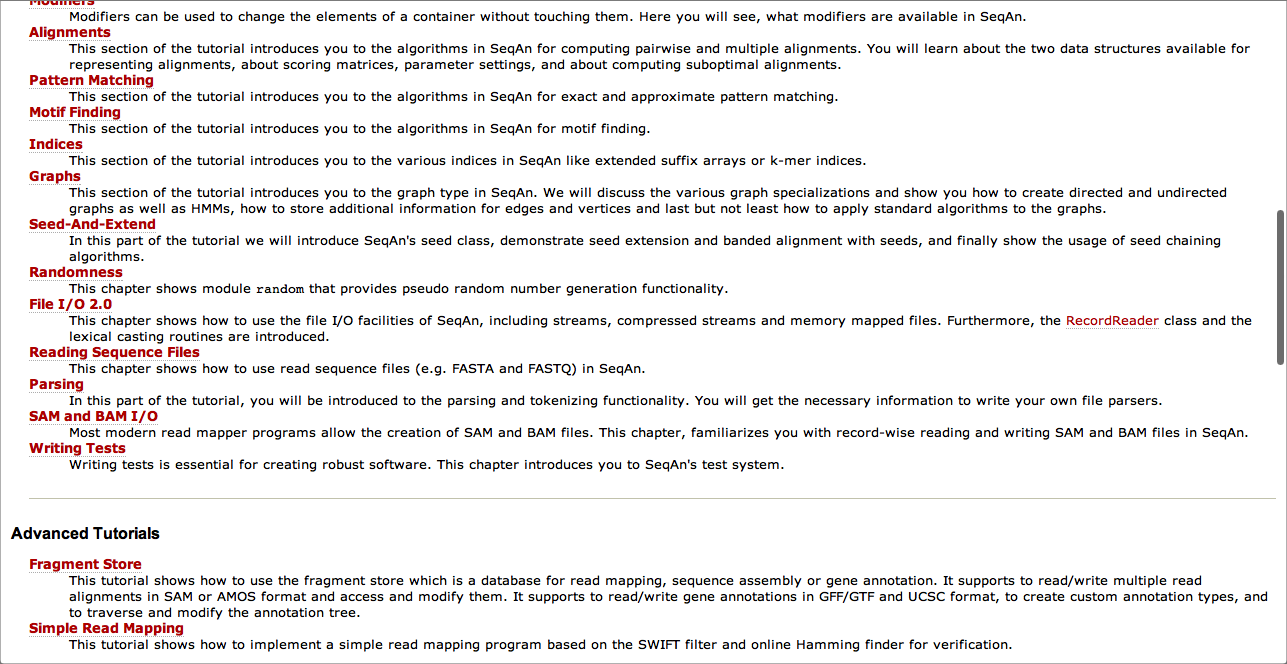 Modifiers
Modifiers can be used to change the elements of a container without touching them. Here you will see, what modifiers are available in SeqAn.
Alignments
This section of the tutorial introduces you to the algorithms in SeqAn for computing pairwise and multiple alignments. You will learn about the two data structures available for
representing alignments, about scoring matrices, parameter settings, and about computing suboptimal alignments.
Pattern Matching
This section of the tutorial introduces you to the algorithms in SeqAn for exact and approximate pattern matching.
Motif Finding
This section of the tutorial introduces you to the algorithms in SeqAn for motif finding.
Indices
This section of the tutorial introduces you to the various indices in SeqAn like extended suffix arrays or k-mer indices.
Graphs
This section of the tutorial introduces you to the graph type in SeqAn. We will discuss the various graph specializations and show you how to create directed and undirected
graphs as well as HMMs, how to store additional information for edges and vertices and last but not least how to apply standard algorithms to the graphs.
Seed-And-Extend
In this part of the tutorial we will introduce SeqAn's seed class, demonstrate seed extension and banded alignment with seeds, and finally show the usage of seed chaining
algorithms.
Randomness
This chapter shows module random that provides pseudo random number generation functionality.
File I/O 2.0
This chapter shows how to use the file I/O facilities of SeqAn, including streams, compressed streams and memory mapped files. Furthermore, the RecordReader class and the
lexical casting routines are introduced.
Reading Sequence Files
This chapter shows how to use read sequence files (e.g. FASTA and FASTQ) in SeqAn.
Parsing
In this part of the tutorial, you will be introduced to the parsing and tokenizing functionality. You will get the necessary information to write your own file parsers.
SAM and BAM I/O
Most modern read mapper programs allow the creation of SAM and BAM files. This chapter, familiarizes you with record-wise reading and writing SAM and BAM files in SeqAn.
Writing Tests
Writing tests is essential for creating robust software. This chapter introduces you to SeqAn's test system.
Advanced Tutorials
Fragment Store
This tutorial shows how to use the fragment store which is a database for read mapping, sequence assembly or gene annotation. It supports to read/write multiple read
alignments in SAM or AMOS format and access and modify them. It supports to read/write gene annotations in GFF/GTF and UCSC format, to create custom annotation types, and
to traverse and modify the annotation tree.
Simple Read Mapping
This tutorial shows how to implement a simple read mapping program based on the SWIFT filter and online Hamming finder for verification.